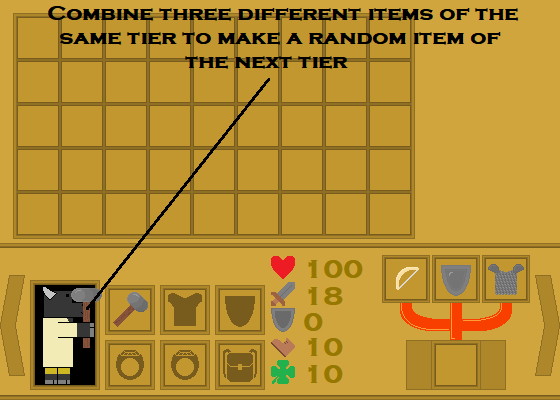 Combine three different items of the
same tier to make a random item of
the next tier
100
18
0
10
10